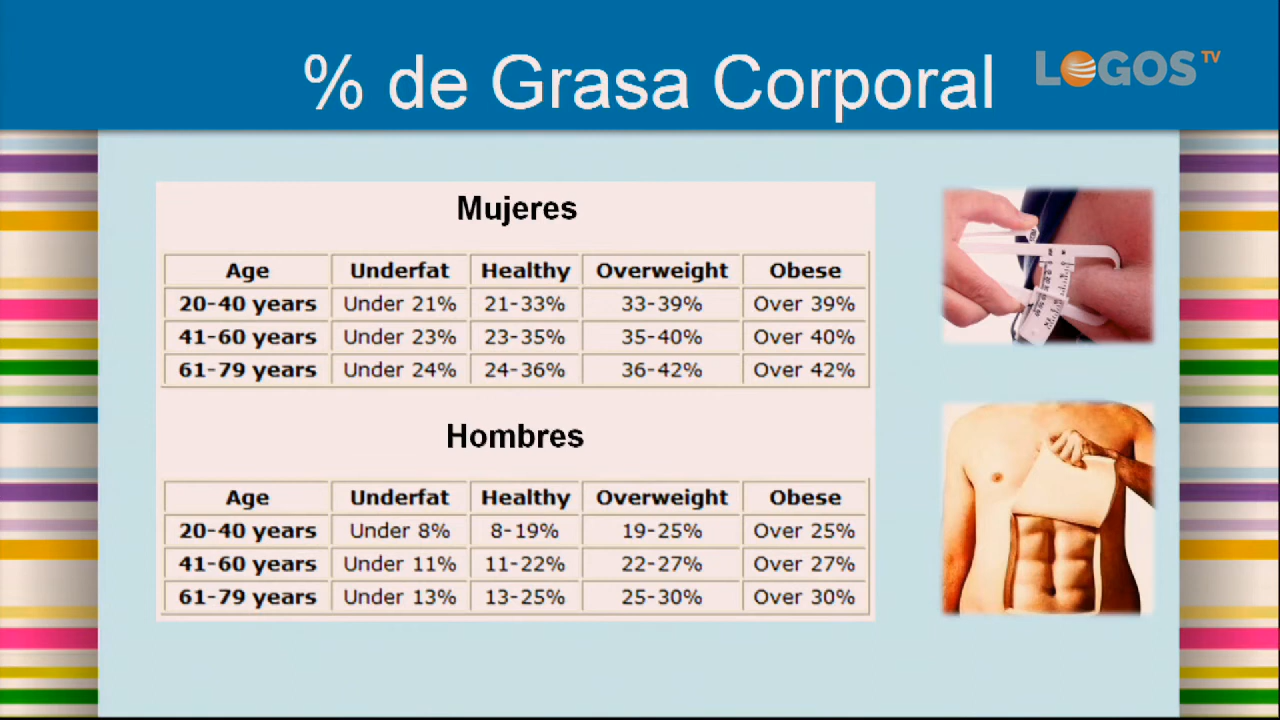 % de Grasa Corporal
LOGOS TV
Mujeres
Age Underfat Healthy Overweight Obese
20-40 years Under 21% 21-33% 33-39% Over 39%
41-60 years Under 23% 23-35% 35-40% Over 40%
61-79 years Under 24% 24-36% 36-42% Over 42%
Hombres
Age Underfat Healthy Overweight Obese
20-40 years Under 8% 8-19% 19-25% Over 25%
41-60 years Under 11% 11-22% 22-27% Over 27%
61-79 years Under 13% 13-25% 25-30% Over 30%